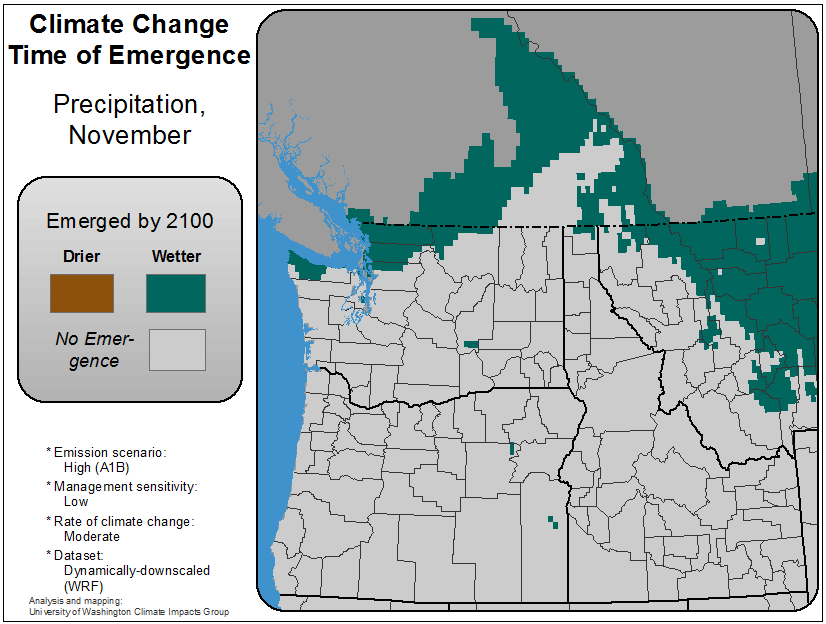 Climate Change
Time of Emergence
Precipitation,
November
Emerged by 2100
Drier Wetter
No Emer-
gence
* Emission scenario:
High (A1B)
* Management sensitivity:
Low
* Rate of climate change:
Moderate
* Dataset:
Dynamically-downscaled
(WRF)
Analysis and mapping:
University of Washington Climate Impacts Group